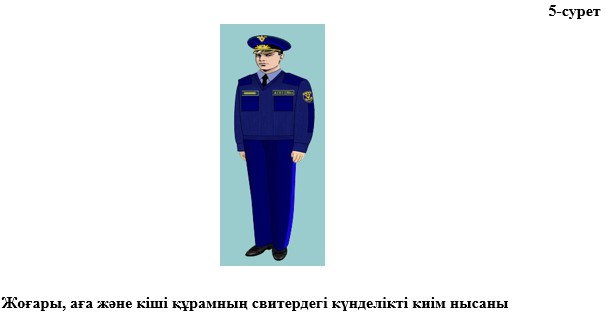 5-сурет
Жоғары, аға және кіші құрамның свитердегі күнделікті киім нысаны